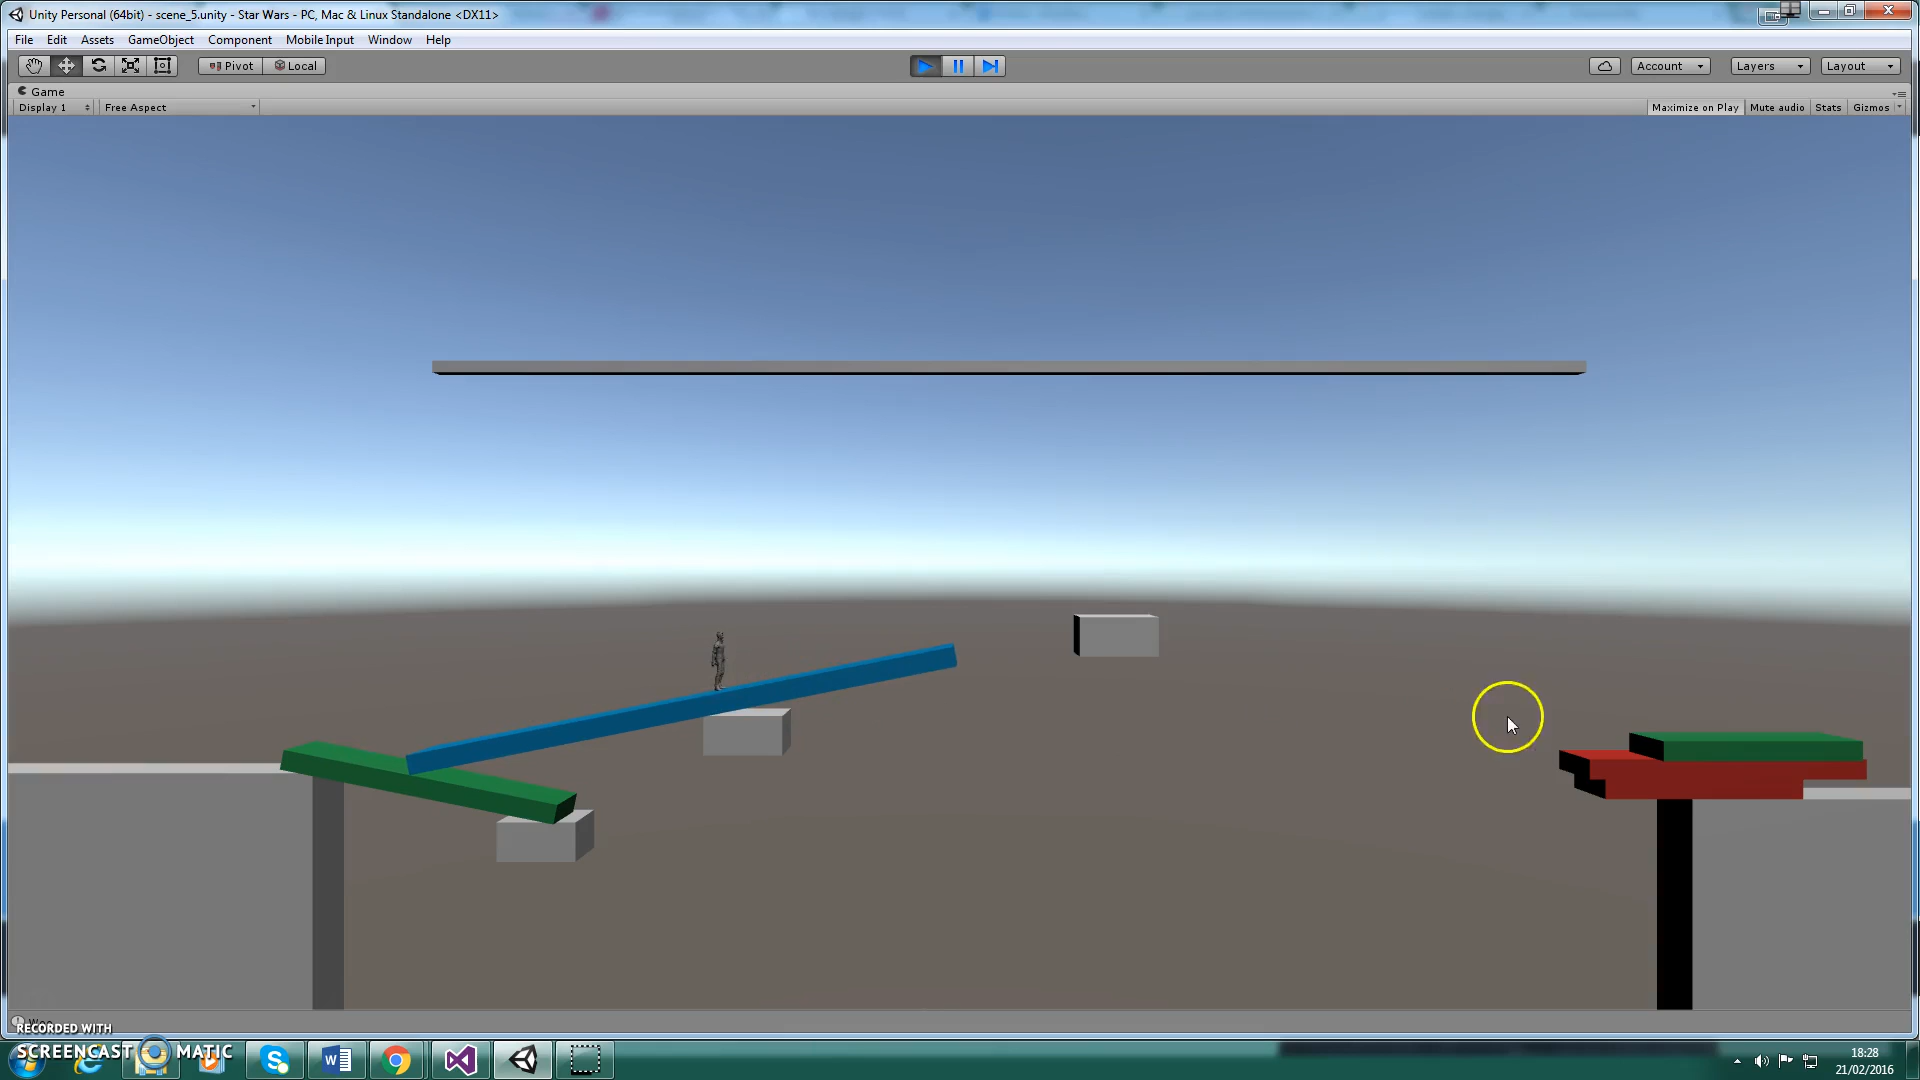 Unity Personal (64bit) - scene_5.unity - Star Wars - PC, Mac & Linux Standalone <DX11>
File Edit Assets GameObject Component Mobile Input Window Help
Pivot Local Account Layers Layout
Game
Display 1 Free Aspect Maximize on Play Mute audio Stats Gizmos
RECORDED WITH
SCREENCAST MATIC
18:28
21/02/2016